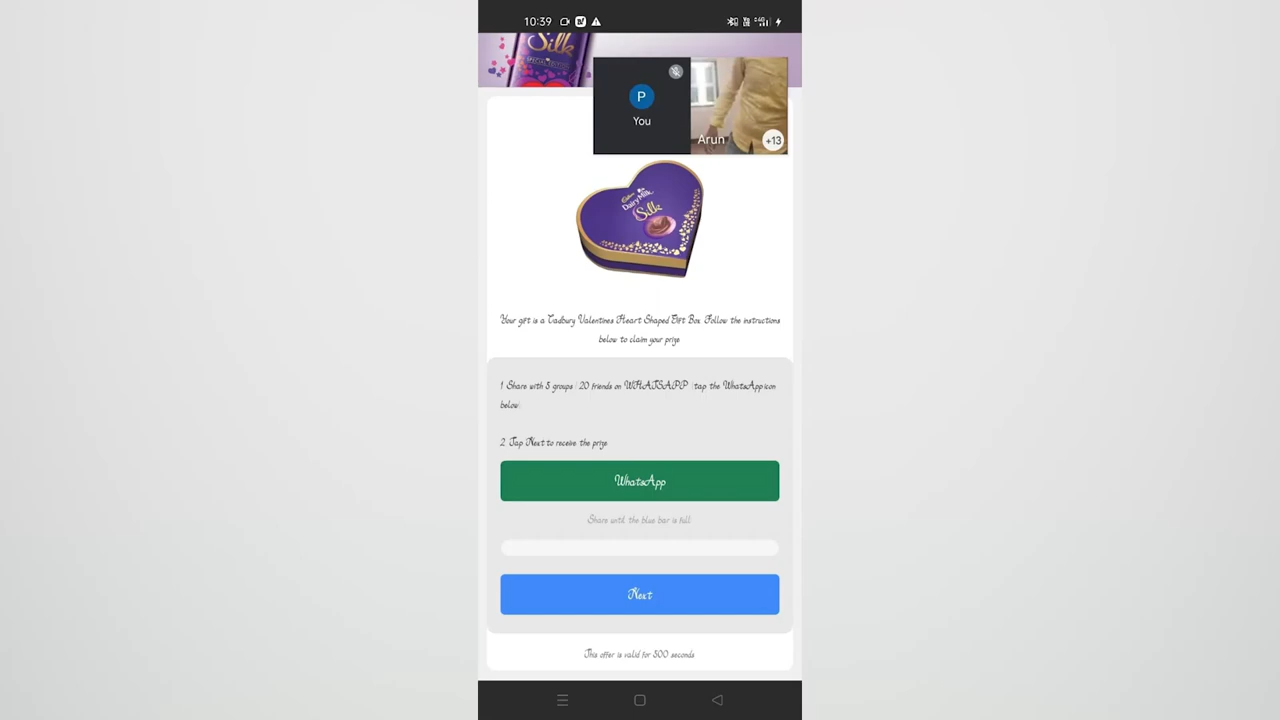 10:39
Silk
You
P
Arun
+13
Cadbury
Dairy Milk
Silk
Your gift is a Cadbury Valentines Heart Shaped Gift Box. Follow the instructions
below to claim your prize
1. Share with 5 groups / 20 friends on WHATSAPP (tap the WhatsApp icon
below).
2. Tap Next to receive the prize
WhatsApp
Share until the blue bar is full
Next
This offer is valid for 300 seconds